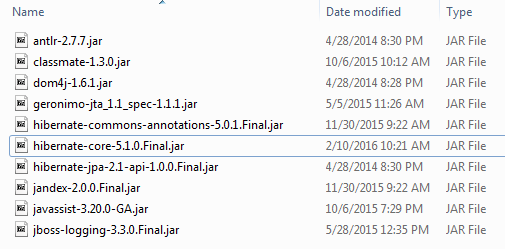 Name Date modified Type
antlr-2.7.7.jar 4/28/2014 8:30 PM JAR File
classmate-1.3.0.jar 10/6/2015 10:12 AM JAR File
dom4j-1.6.1.jar 4/28/2014 8:28 PM JAR File
geronimo-jta_1.1_spec-1.1.1.jar 5/5/2015 11:26 AM JAR File
hibernate-commons-annotations-5.0.1.Final.jar 11/30/2015 9:22 AM JAR File
hibernate-core-5.1.0.Final.jar 2/10/2016 10:21 AM JAR File
hibernate-jpa-2.1-api-1.0.0.Final.jar 4/28/2014 8:30 PM JAR File
jandex-2.0.0.Final.jar 11/30/2015 9:22 AM JAR File
javassist-3.20.0-GA.jar 10/6/2015 7:29 PM JAR File
jboss-logging-3.3.0.Final.jar 5/28/2015 12:35 PM JAR File